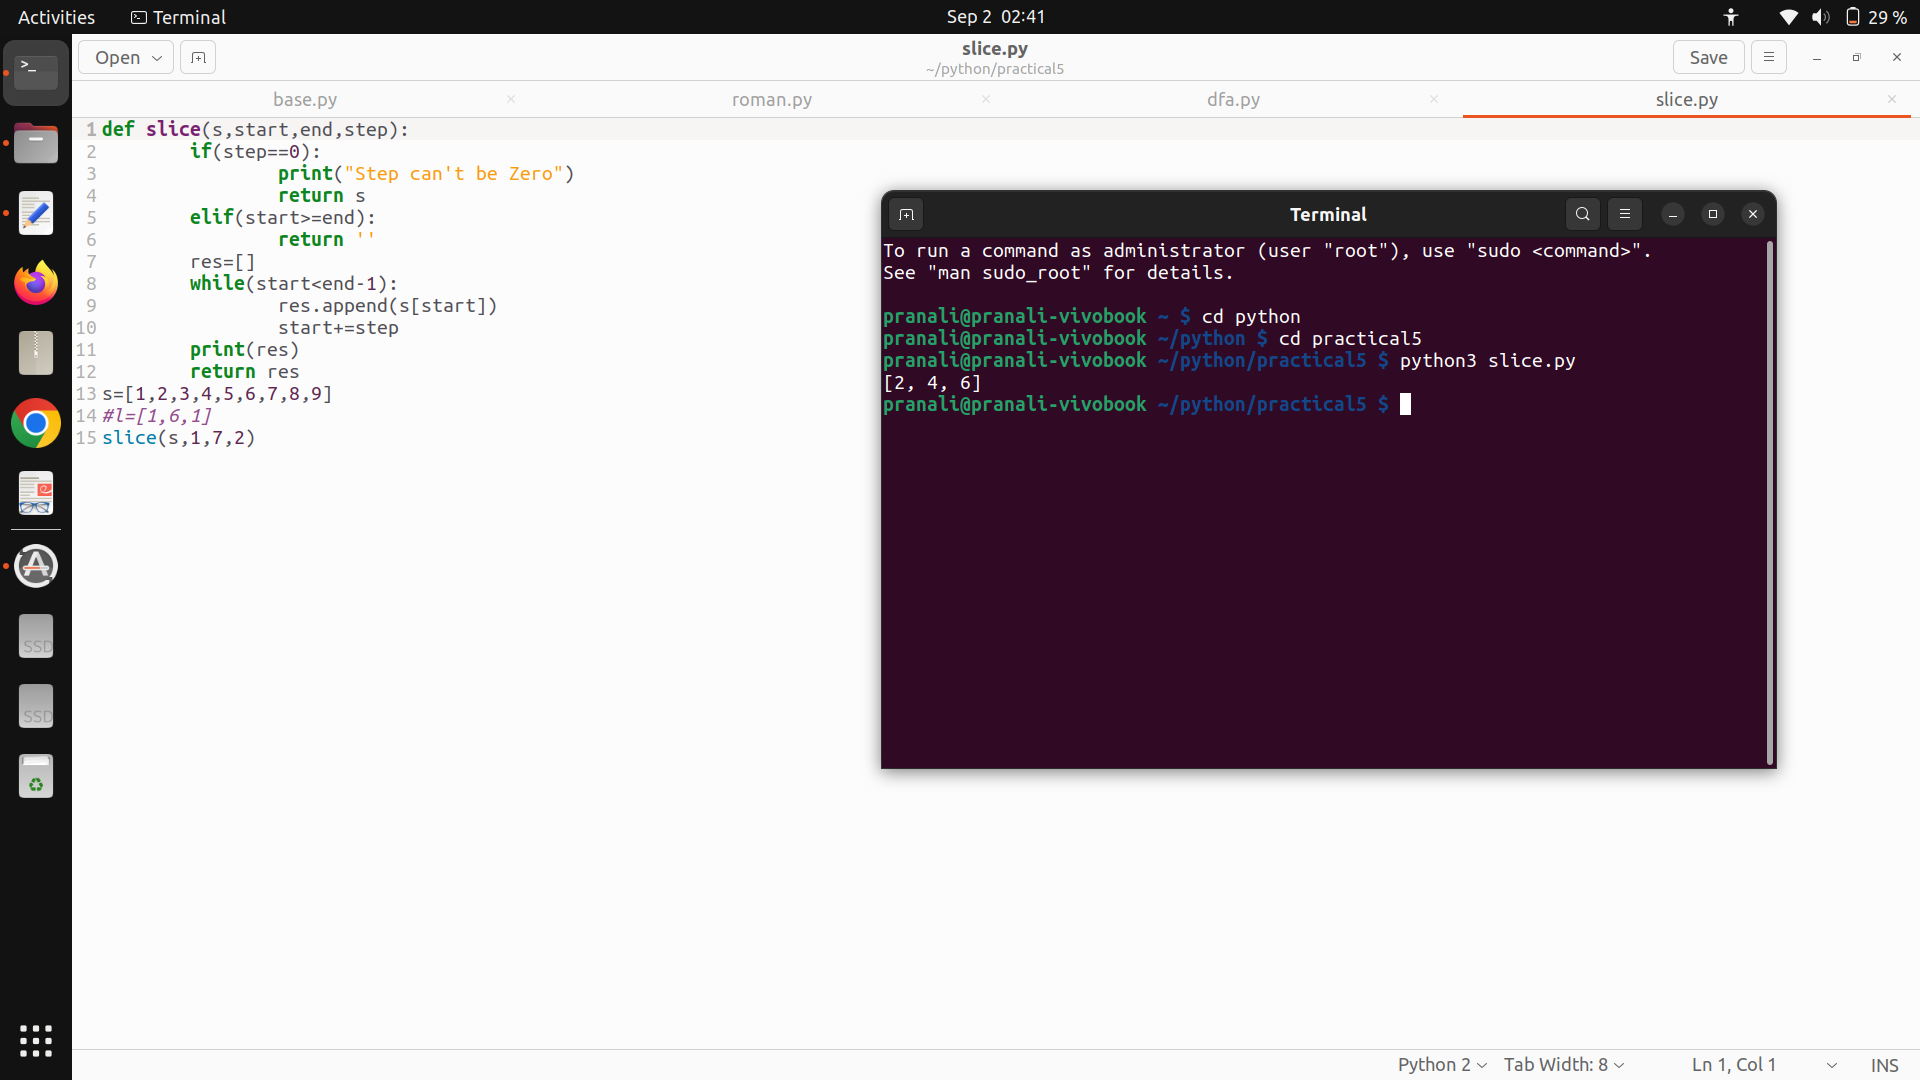 Activities
Terminal
Sep 2 02:41
29 %
Open
slice.py
~/python/practical5
Save
base.py
roman.py
dfa.py
slice.py
1 def slice(s,start,end,step):
2 if(step==0):
3 print("Step can't be Zero")
4 return s
5 elif(start>=end):
6 return ''
7 res=[]
8 while(start<end-1):
9 res.append(s[start])
10 start+=step
11 print(res)
12 return res
13 s=[1,2,3,4,5,6,7,8,9]
14 #l=[1,6,1]
15 slice(s,1,7,2)
Terminal
To run a command as administrator (user "root"), use "sudo <command>".
See "man sudo_root" for details.
pranali@pranali-vivobook ~ $ cd python
pranali@pranali-vivobook ~/python $ cd practical5
pranali@pranali-vivobook ~/python/practical5 $ python3 slice.py
[2, 4, 6]
pranali@pranali-vivobook ~/python/practical5 $
SSD
SSD
Python 2
Tab Width: 8
Ln 1, Col 1
INS